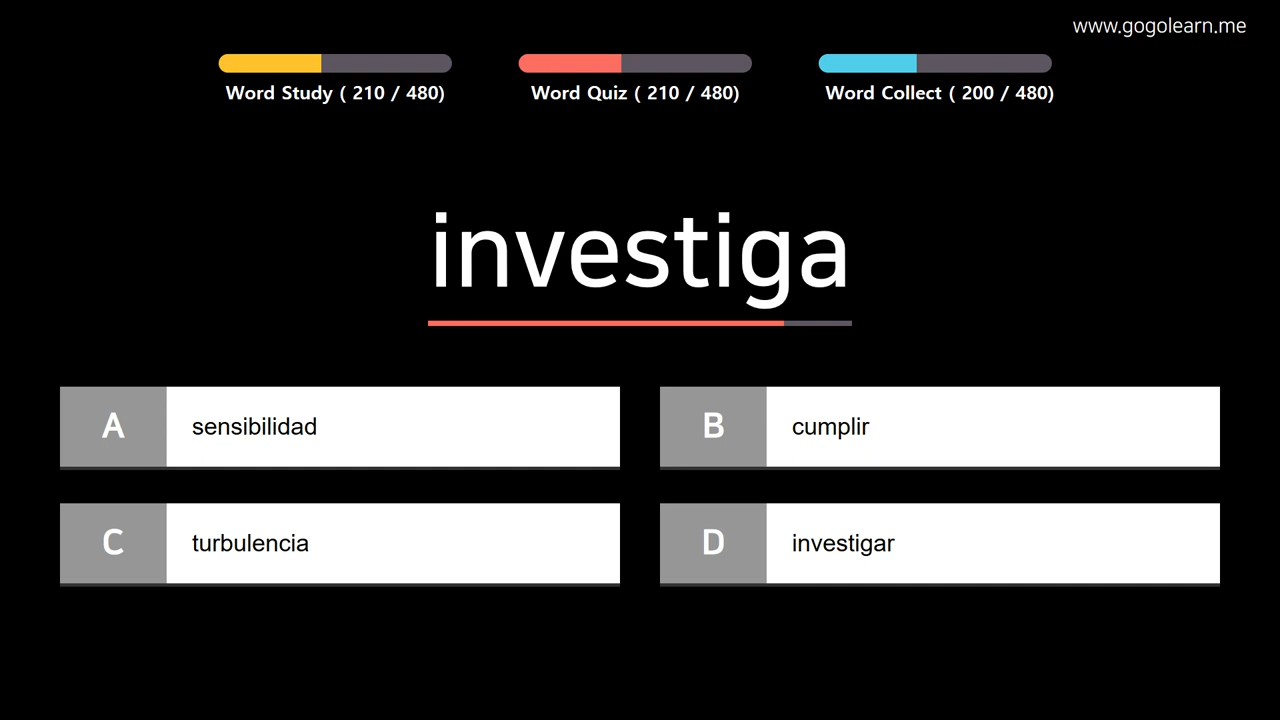 www.gogolearn.me
Word Study ( 210 / 480)
Word Quiz ( 210 / 480)
Word Collect ( 200 / 480)
investiga
A sensibilidad
B cumplir
C turbulencia
D investigar